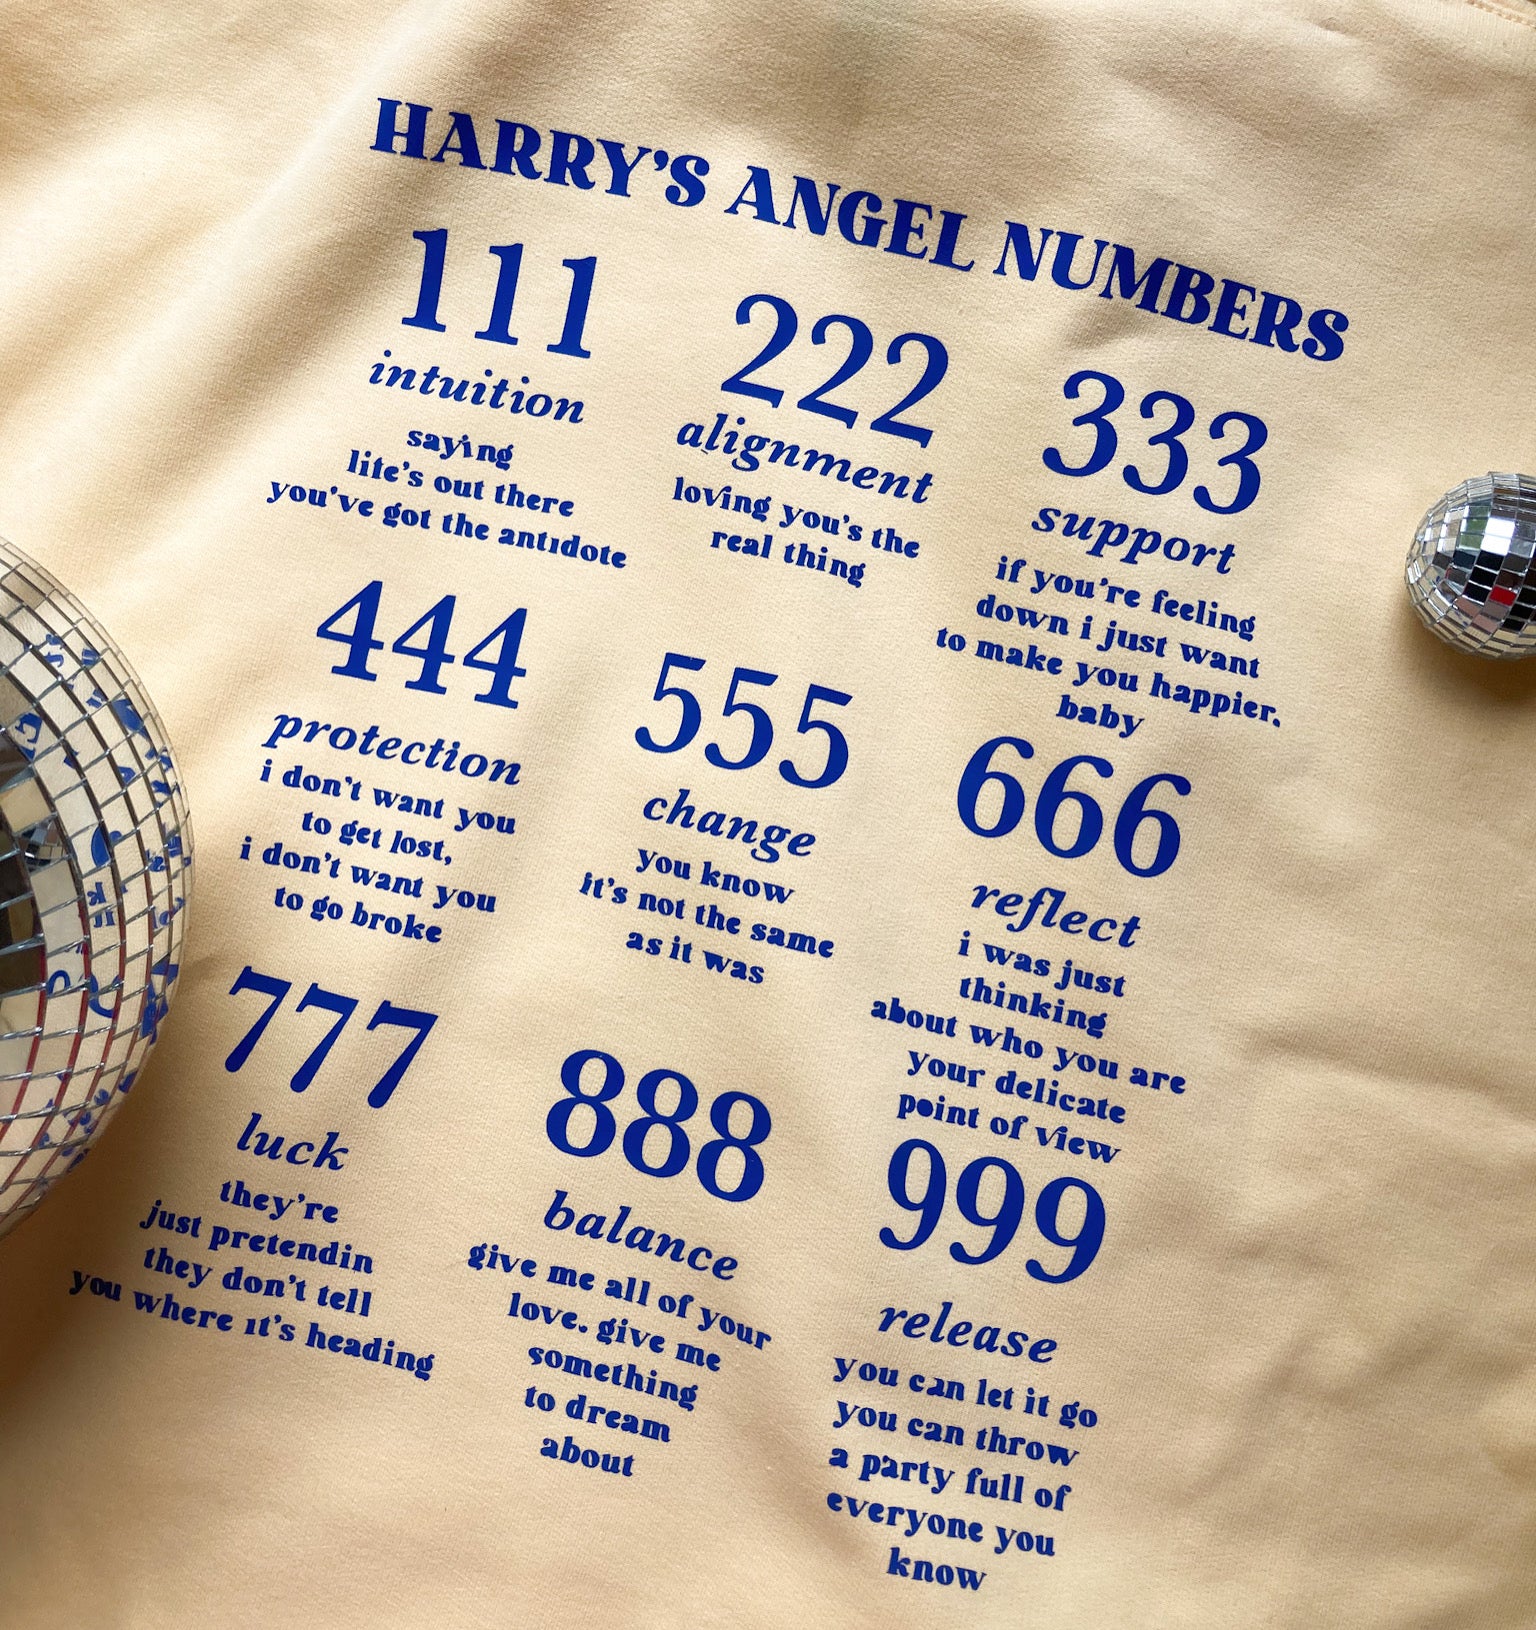 HARRY'S ANGEL NUMBERS
111
intuition
saying
life's out there
you've got the antidote
222
alignment
loving you's the
real thing
333
support
if you're feeling
down i just want
to make you happier.
baby
444
protection
i don't want you
to get lost,
i don't want you
to go broke
555
change
you know
it's not the same
as it was
666
reflect
i was just
thinking
about who you are
your delicate
point of view
777
luck
they're
just pretendin
they don't tell
you where it's heading
888
balance
give me all of your
love. give me
something
to dream
about
999
release
you can let it go
you can throw
a party full of
everyone you
know